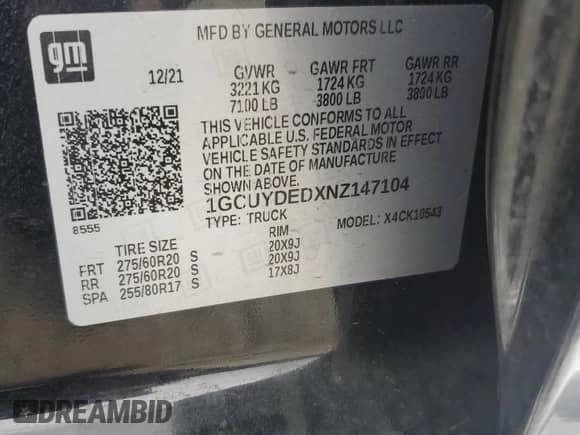 gm
MFD BY GENERAL MOTORS LLC
12/21 GVWR GAWR FRT GAWR RR
3221 KG 1724 KG 1724 KG
7100 LB 3800 LB 3800 LB
THIS VEHICLE CONFORMS TO ALL
APPLICABLE U.S. FEDERAL MOTOR
VEHICLE SAFETY STANDARDS IN EFFECT
ON THE DATE OF MANUFACTURE
SHOWN ABOVE.
1GCUYDEDXNZ147104
8555 TYPE: TRUCK MODEL: X4CK10543
TIRE SIZE RIM
FRT 275/60R20 S 20X9J
RR 275/60R20 S 20X9J
SPA 255/80R17 S 17X8J
DREAMBID